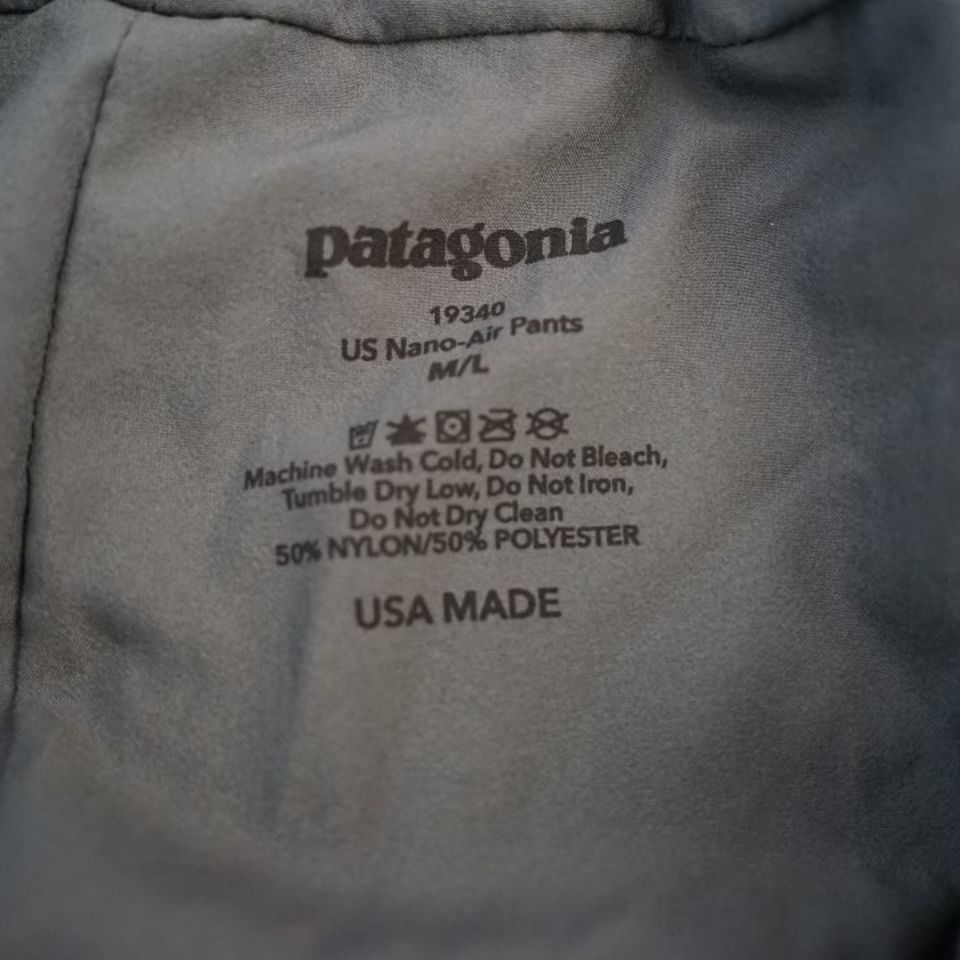 patagonia
19340
US Nano-Air Pants
M/L
Machine Wash Cold, Do Not Bleach,
Tumble Dry Low, Do Not Iron,
Do Not Dry Clean
50% NYLON/50% POLYESTER
USA MADE